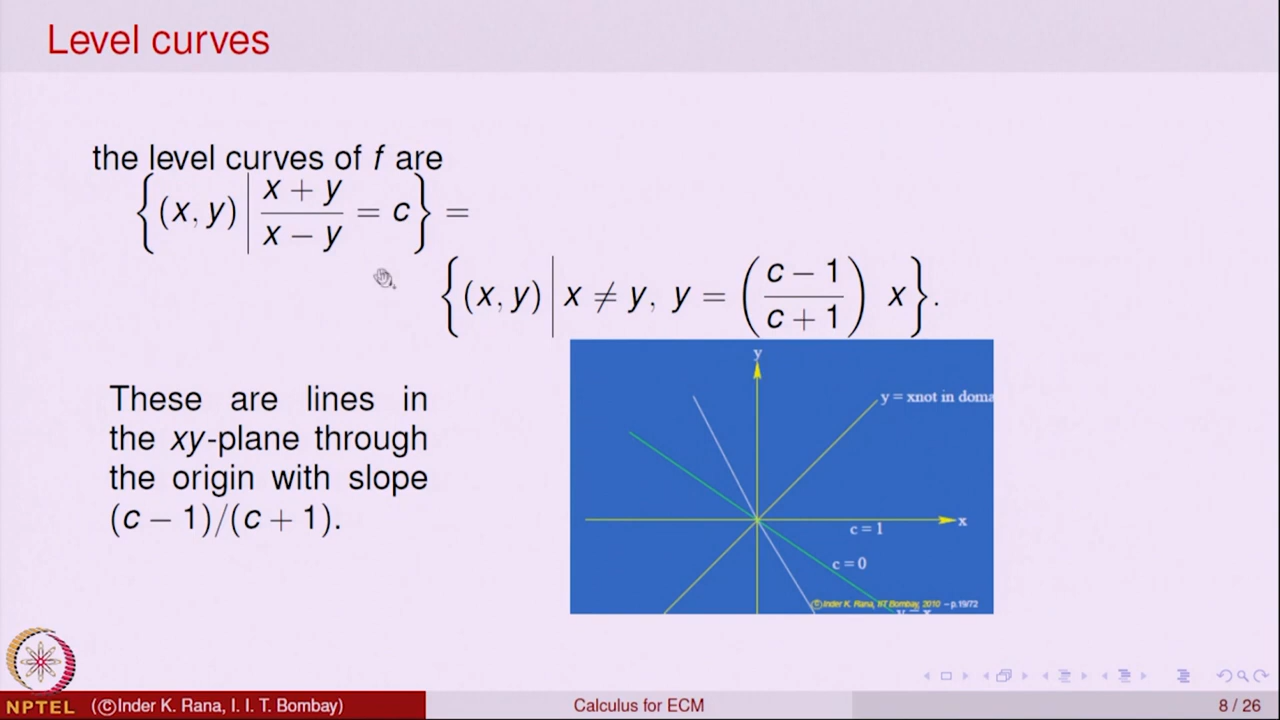 Level curves
the level curves of f are
{(x, y) | (x + y)/(x − y) = c} =
{(x, y) | x ≠ y, y = ((c − 1)/(c + 1)) x}.
These are lines in
the xy-plane through
the origin with slope
(c − 1)/(c + 1).
y
y = xnot in doma
x
c = 1
c = 0
©Inder K. Rana, IIT Bombay, 2010 – p.19/72
NPTEL
(©Inder K. Rana, I. I. T. Bombay)
Calculus for ECM
8 / 26